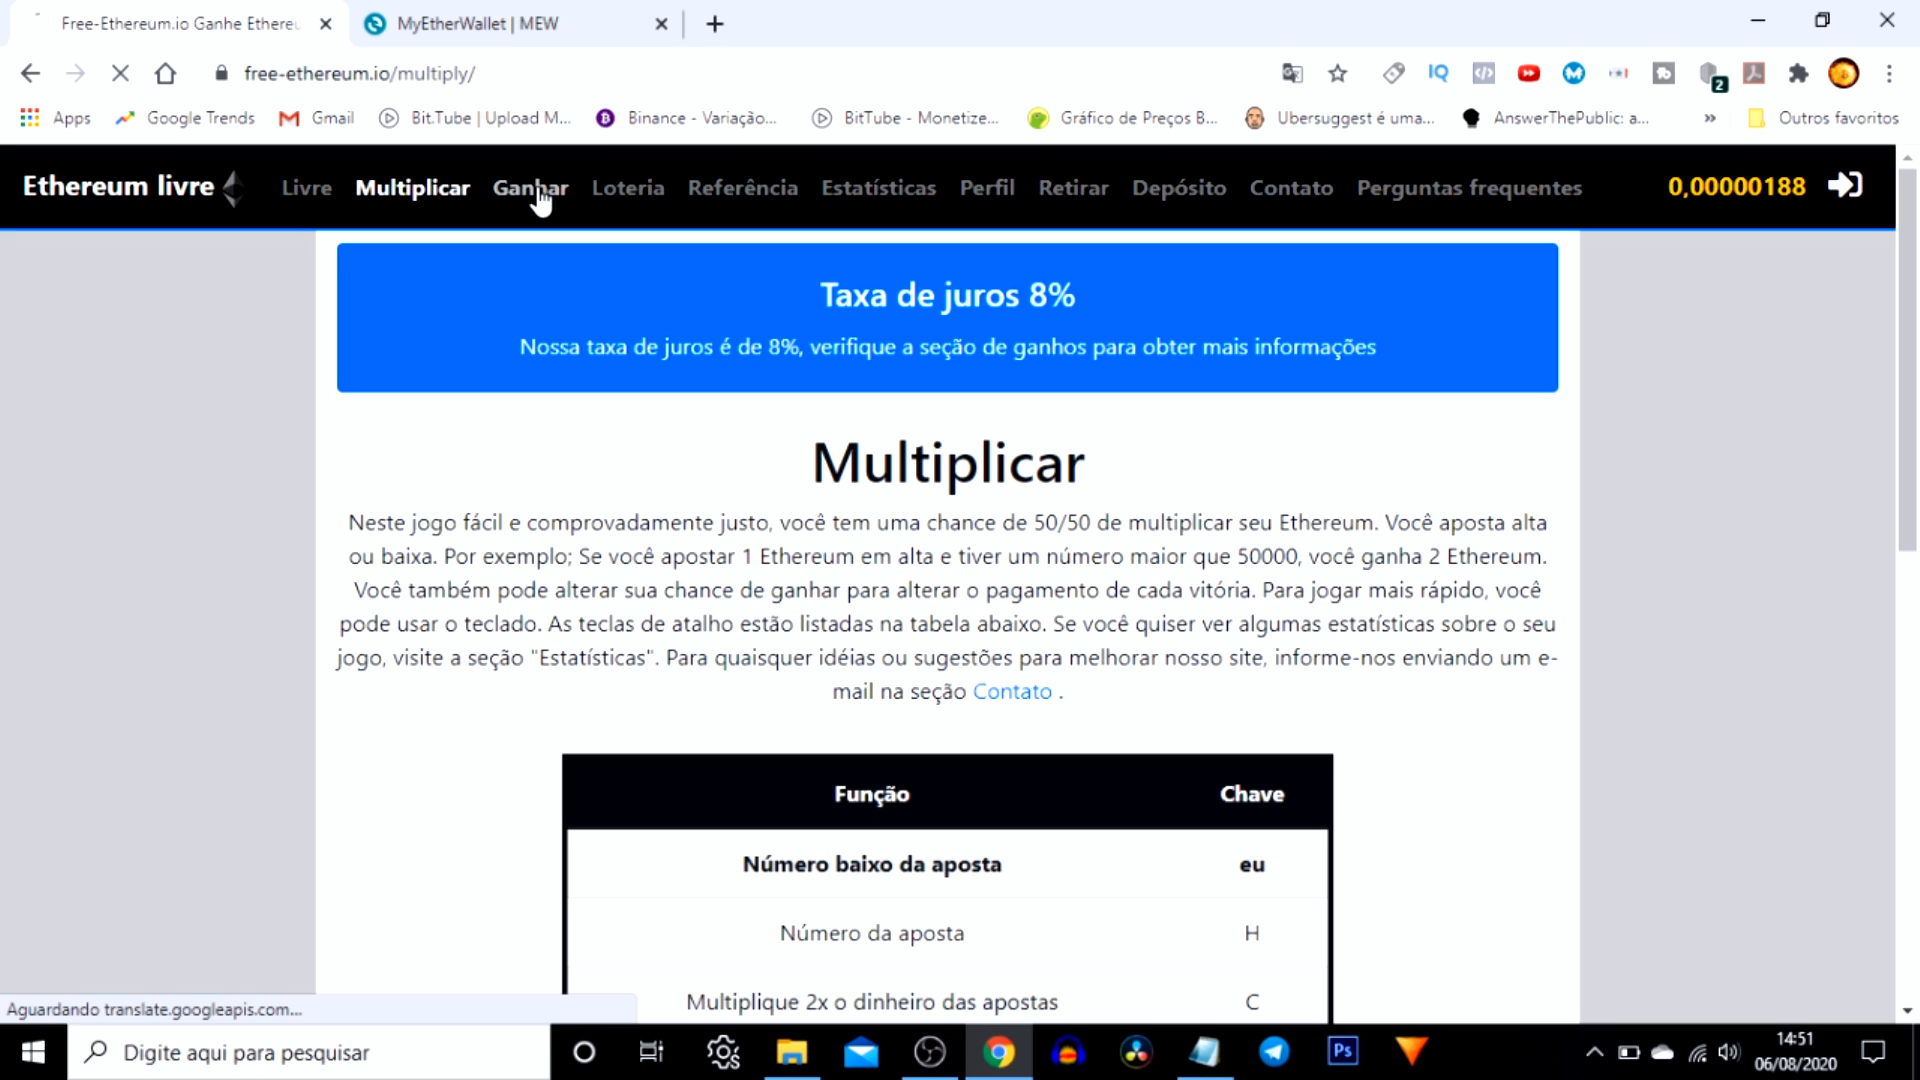 Free-Ethereum.io Ganhe Ethereu
MyEtherWallet | MEW
free-ethereum.io/multiply/
IQ
2
Apps
Google Trends
Gmail
Bit.Tube | Upload M...
Binance - Variação...
BitTube - Monetize...
Gráfico de Preços B...
Ubersuggest é uma...
AnswerThePublic: a...
»
Outros favoritos
Ethereum livre
Livre
Multiplicar
Ganhar
Loteria
Referência
Estatísticas
Perfil
Retirar
Depósito
Contato
Perguntas frequentes
0,00000188
Taxa de juros 8%
Nossa taxa de juros é de 8%, verifique a seção de ganhos para obter mais informações
Multiplicar
Neste jogo fácil e comprovadamente justo, você tem uma chance de 50/50 de multiplicar seu Ethereum. Você aposta alta
ou baixa. Por exemplo; Se você apostar 1 Ethereum em alta e tiver um número maior que 50000, você ganha 2 Ethereum.
Você também pode alterar sua chance de ganhar para alterar o pagamento de cada vitória. Para jogar mais rápido, você
pode usar o teclado. As teclas de atalho estão listadas na tabela abaixo. Se você quiser ver algumas estatísticas sobre o seu
jogo, visite a seção "Estatísticas". Para quaisquer idéias ou sugestões para melhorar nosso site, informe-nos enviando um e-
mail na seção Contato .
Função Chave
Número baixo da aposta eu
Número da aposta H
Multiplique 2x o dinheiro das apostas C
Aguardando translate.googleapis.com...
Digite aqui para pesquisar
Ps
14:51
06/08/2020